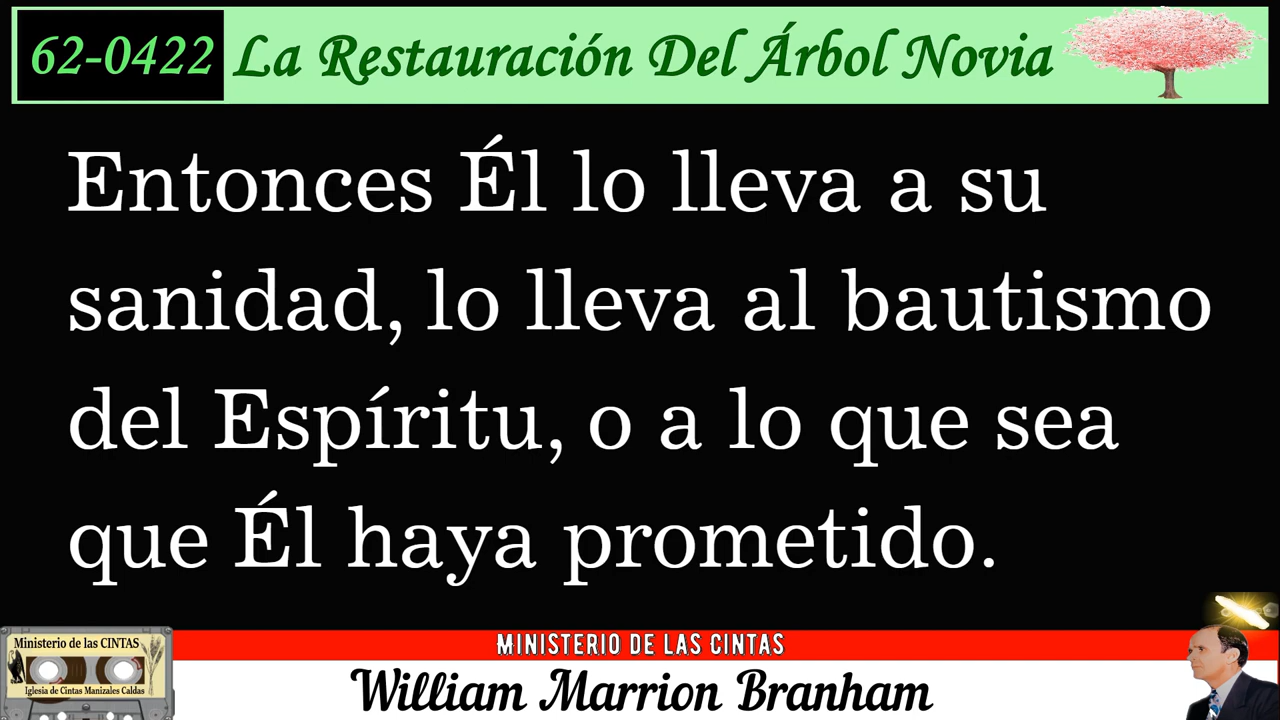 62-0422 La Restauración Del Árbol Novia
Entonces Él lo lleva a su
sanidad, lo lleva al bautismo
del Espíritu, o a lo que sea
que Él haya prometido.
MINISTERIO DE LAS CINTAS
William Marrion Branham
Ministerio de las CINTAS
Iglesia de Cintas Manizales Caldas